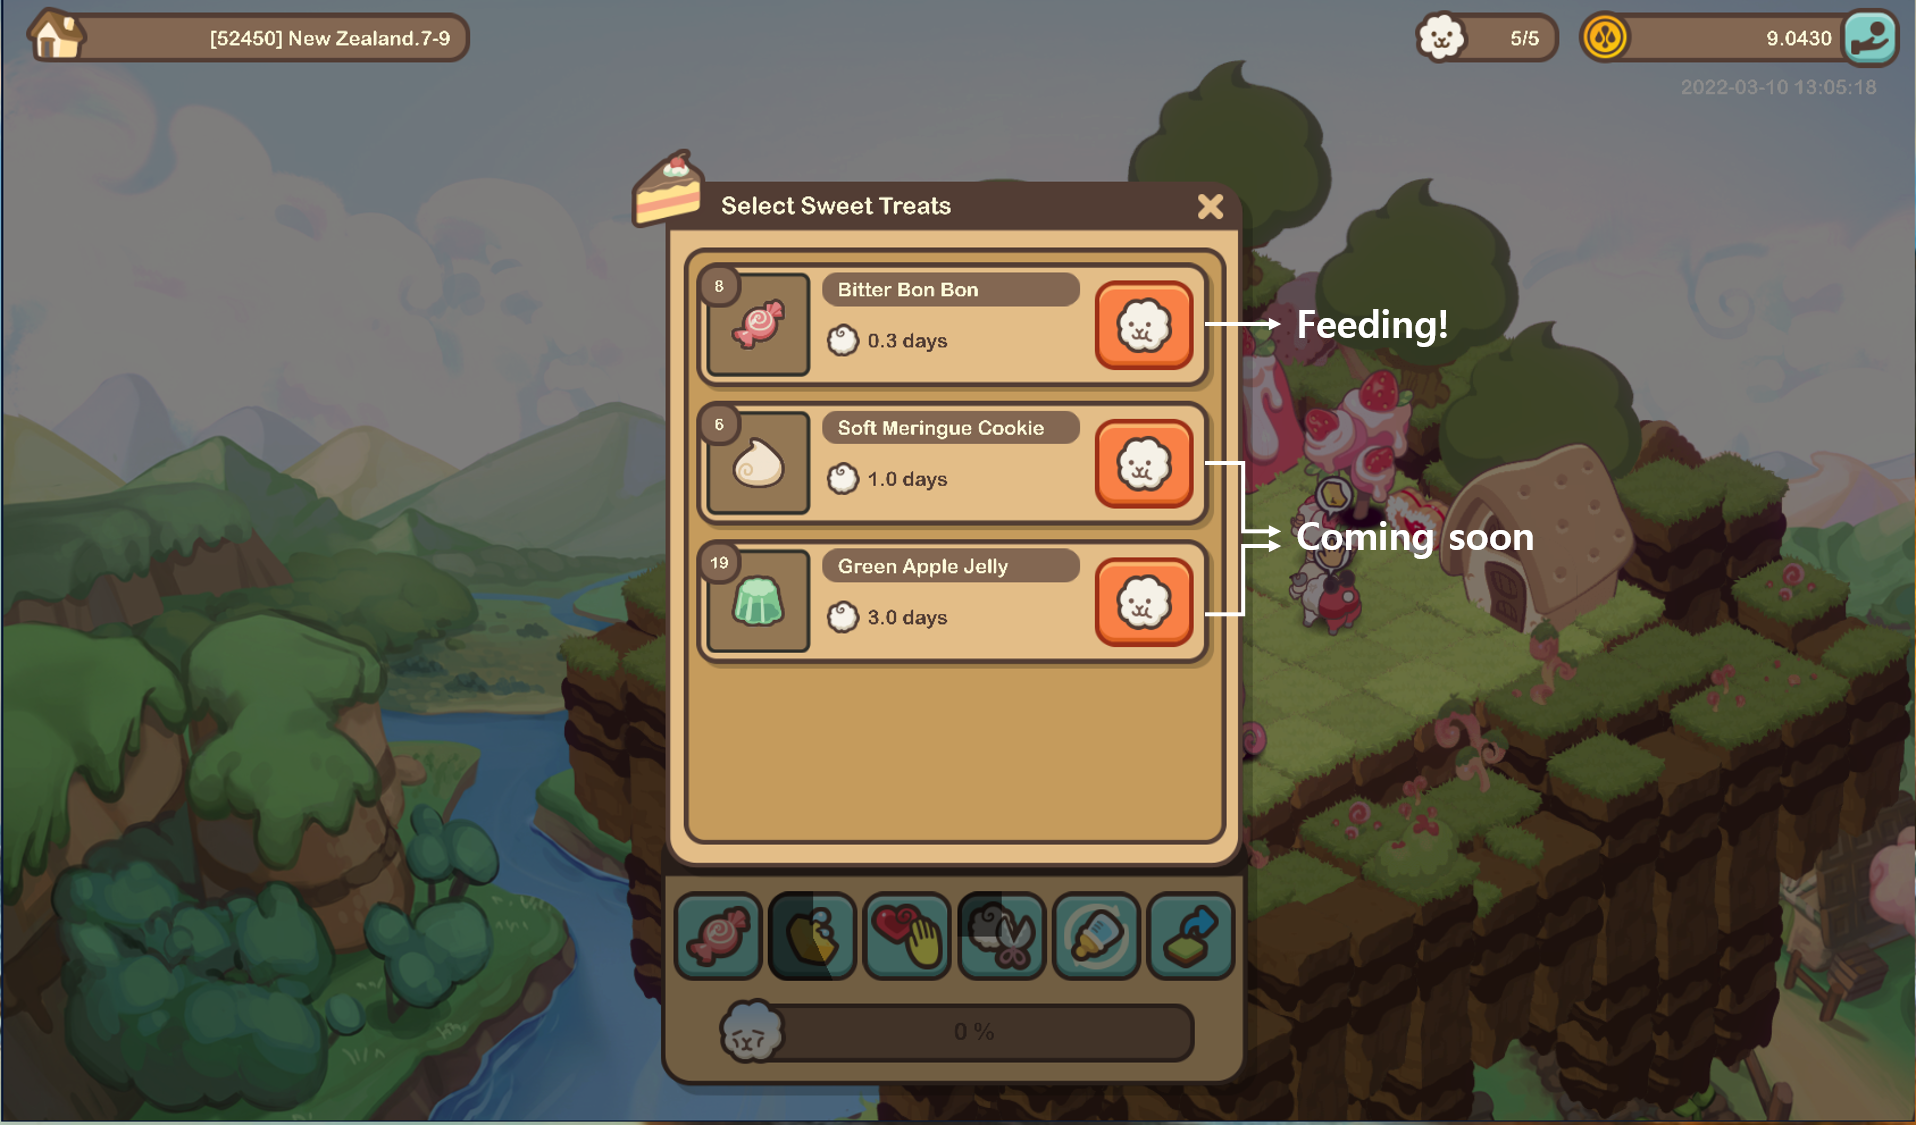 [52450] New Zealand.7-9
5/5
9.0430
2022-03-10 13:05:18
Select Sweet Treats
8
Bitter Bon Bon
0.3 days
Feeding!
6
Soft Meringue Cookie
1.0 days
Coming soon
19
Green Apple Jelly
3.0 days
0 %